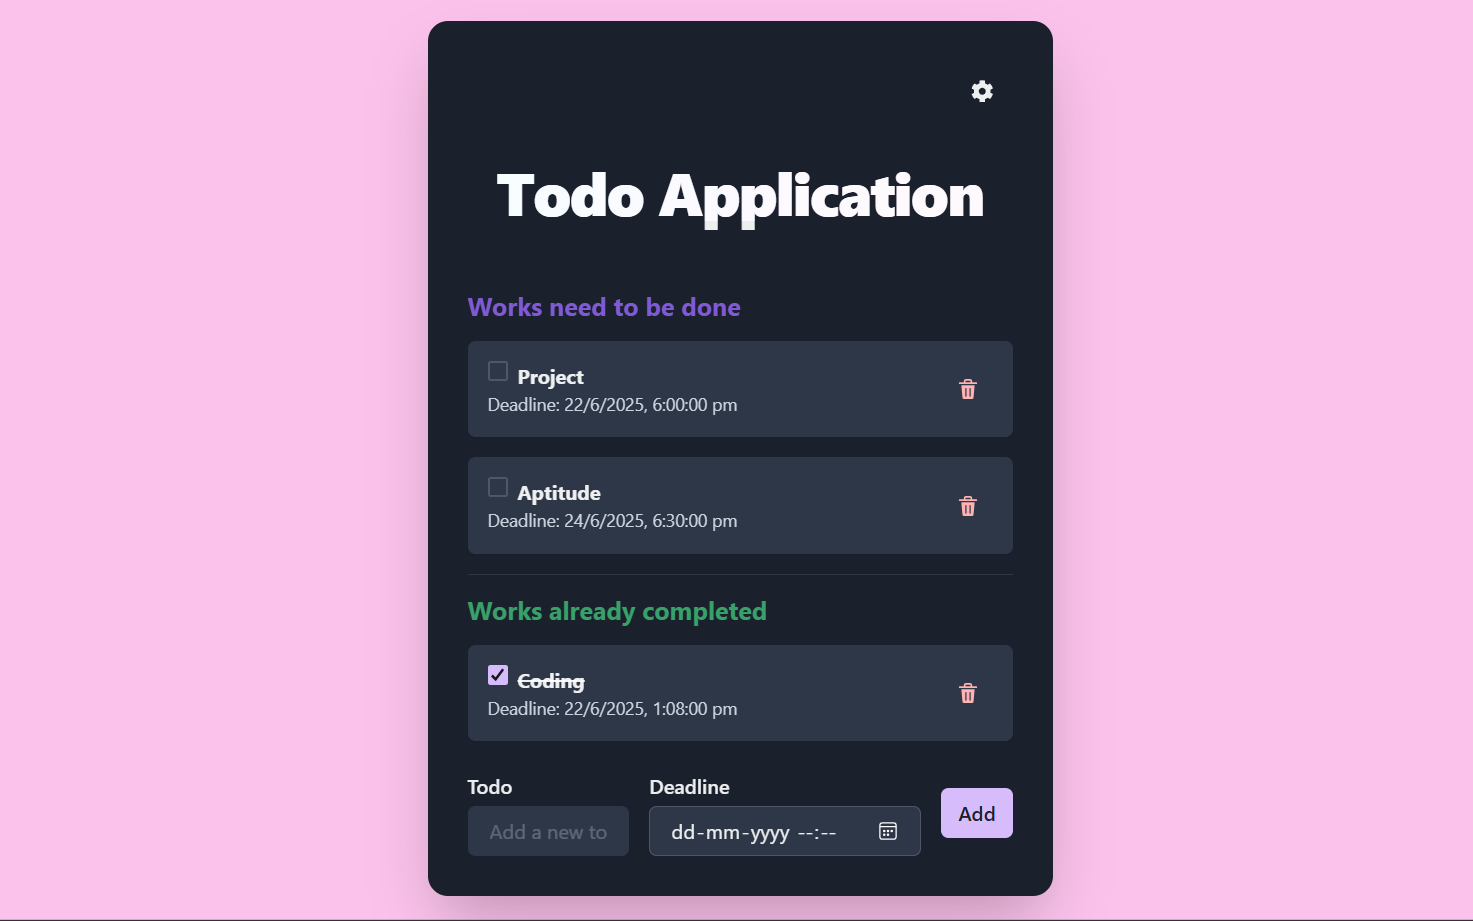 Todo Application
Works need to be done
Project
Deadline: 22/6/2025, 6:00:00 pm
Aptitude
Deadline: 24/6/2025, 6:30:00 pm
Works already completed
Coding
Deadline: 22/6/2025, 1:08:00 pm
Todo Deadline
Add a new to dd-mm-yyyy --:-- Add